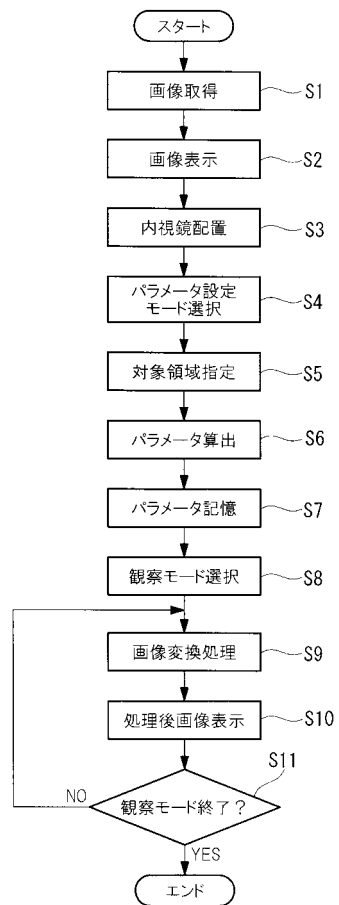 スタート
画像取得 S1
画像表示 S2
内視鏡配置 S3
パラメータ設定
モード選択 S4
対象領域指定 S5
パラメータ算出 S6
パラメータ記憶 S7
観察モード選択 S8
画像変換処理 S9
処理後画像表示 S10
S11
観察モード終了？
NO
YES
エンド